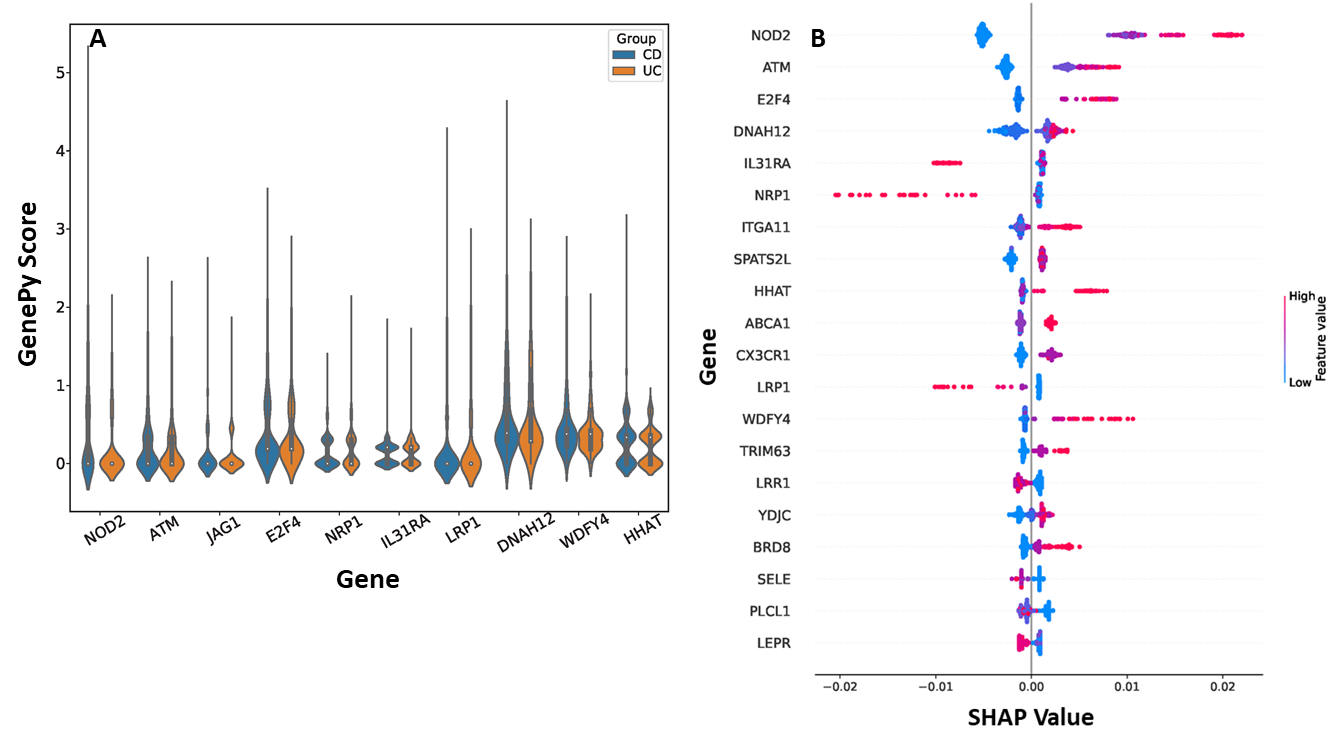 A
Group
CD
UC
5
4
3
2
1
0
GenePy Score
NOD2
ATM
JAG1
E2F4
NRP1
IL31RA
LRP1
DNAH12
WDFY4
HHAT
Gene
B
NOD2
ATM
E2F4
DNAH12
IL31RA
NRP1
ITGA11
SPATS2L
HHAT
ABCA1
CX3CR1
LRP1
WDFY4
TRIM63
LRR1
YDJC
BRD8
SELE
PLCL1
LEPR
Gene
−0.02
−0.01
0.00
0.01
0.02
SHAP Value
High
Low
Feature value